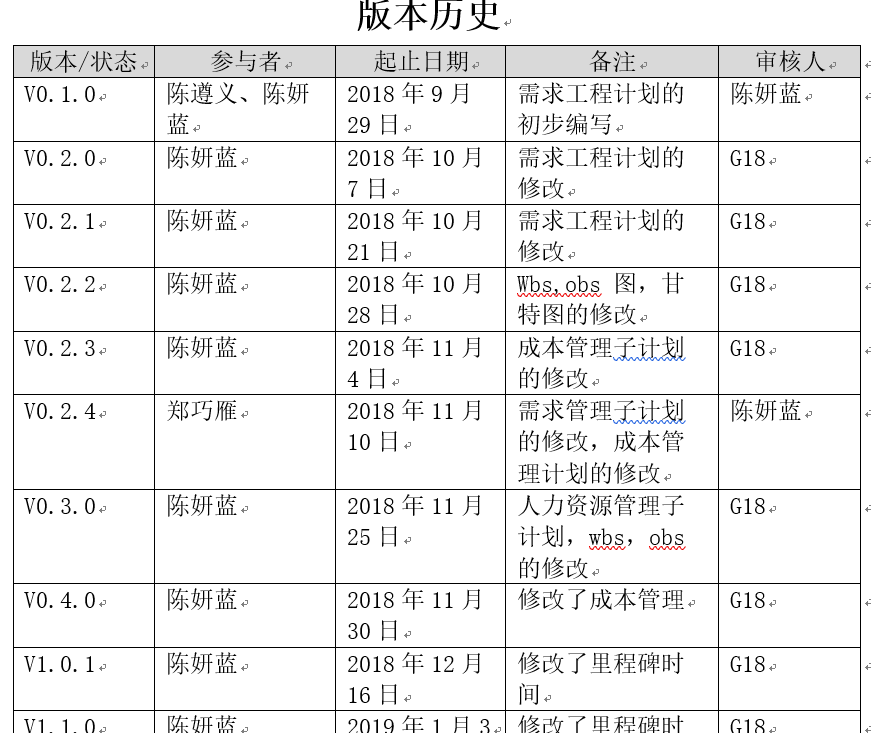 版本历史
版本/状态 参与者 起止日期 备注 审核人
V0.1.0 陈遵义、陈妍 2018 年 9 月 需求工程计划的 陈妍蓝
蓝 29 日 初步编写
V0.2.0 陈妍蓝 2018 年 10 月 需求工程计划的 G18
7 日 修改
V0.2.1 陈妍蓝 2018 年 10 月 需求工程计划的 G18
21 日 修改
V0.2.2 陈妍蓝 2018 年 10 月 Wbs,obs 图，甘 G18
28 日 特图的修改
V0.2.3 陈妍蓝 2018 年 11 月 成本管理子计划 G18
4 日 的修改
V0.2.4 郑巧雁 2018 年 11 月 需求管理子计划 陈妍蓝
10 日 的修改，成本管
理计划的修改
V0.3.0 陈妍蓝 2018 年 11 月 人力资源管理子 G18
25 日 计划，wbs，obs
的修改
V0.4.0 陈妍蓝 2018 年 11 月 修改了成本管理 G18
30 日
V1.0.1 陈妍蓝 2018 年 12 月 修改了里程碑时 G18
16 日 间
V1.1.0 陈妍蓝 2019 年 1 月 3 修改了里程碑时 G18